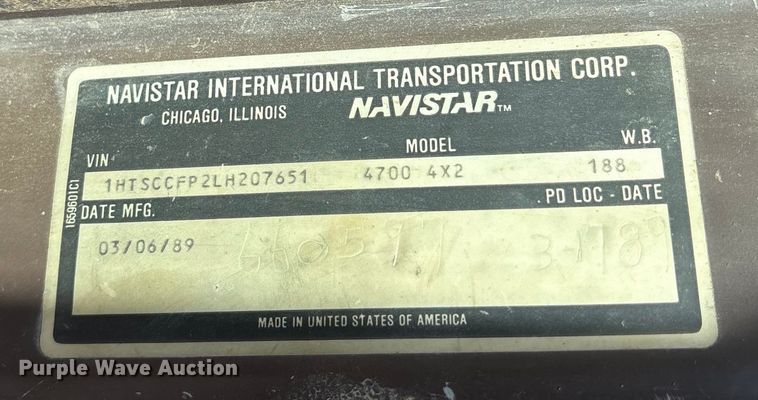 NAVISTAR INTERNATIONAL TRANSPORTATION CORP.
CHICAGO, ILLINOIS NAVISTAR™
VIN MODEL W.B.
1HTSCCFP2LH207651 4700 4X2 188
DATE MFG. PD LOC - DATE
03/06/89
MADE IN UNITED STATES OF AMERICA
1659601C1
Purple Wave Auction